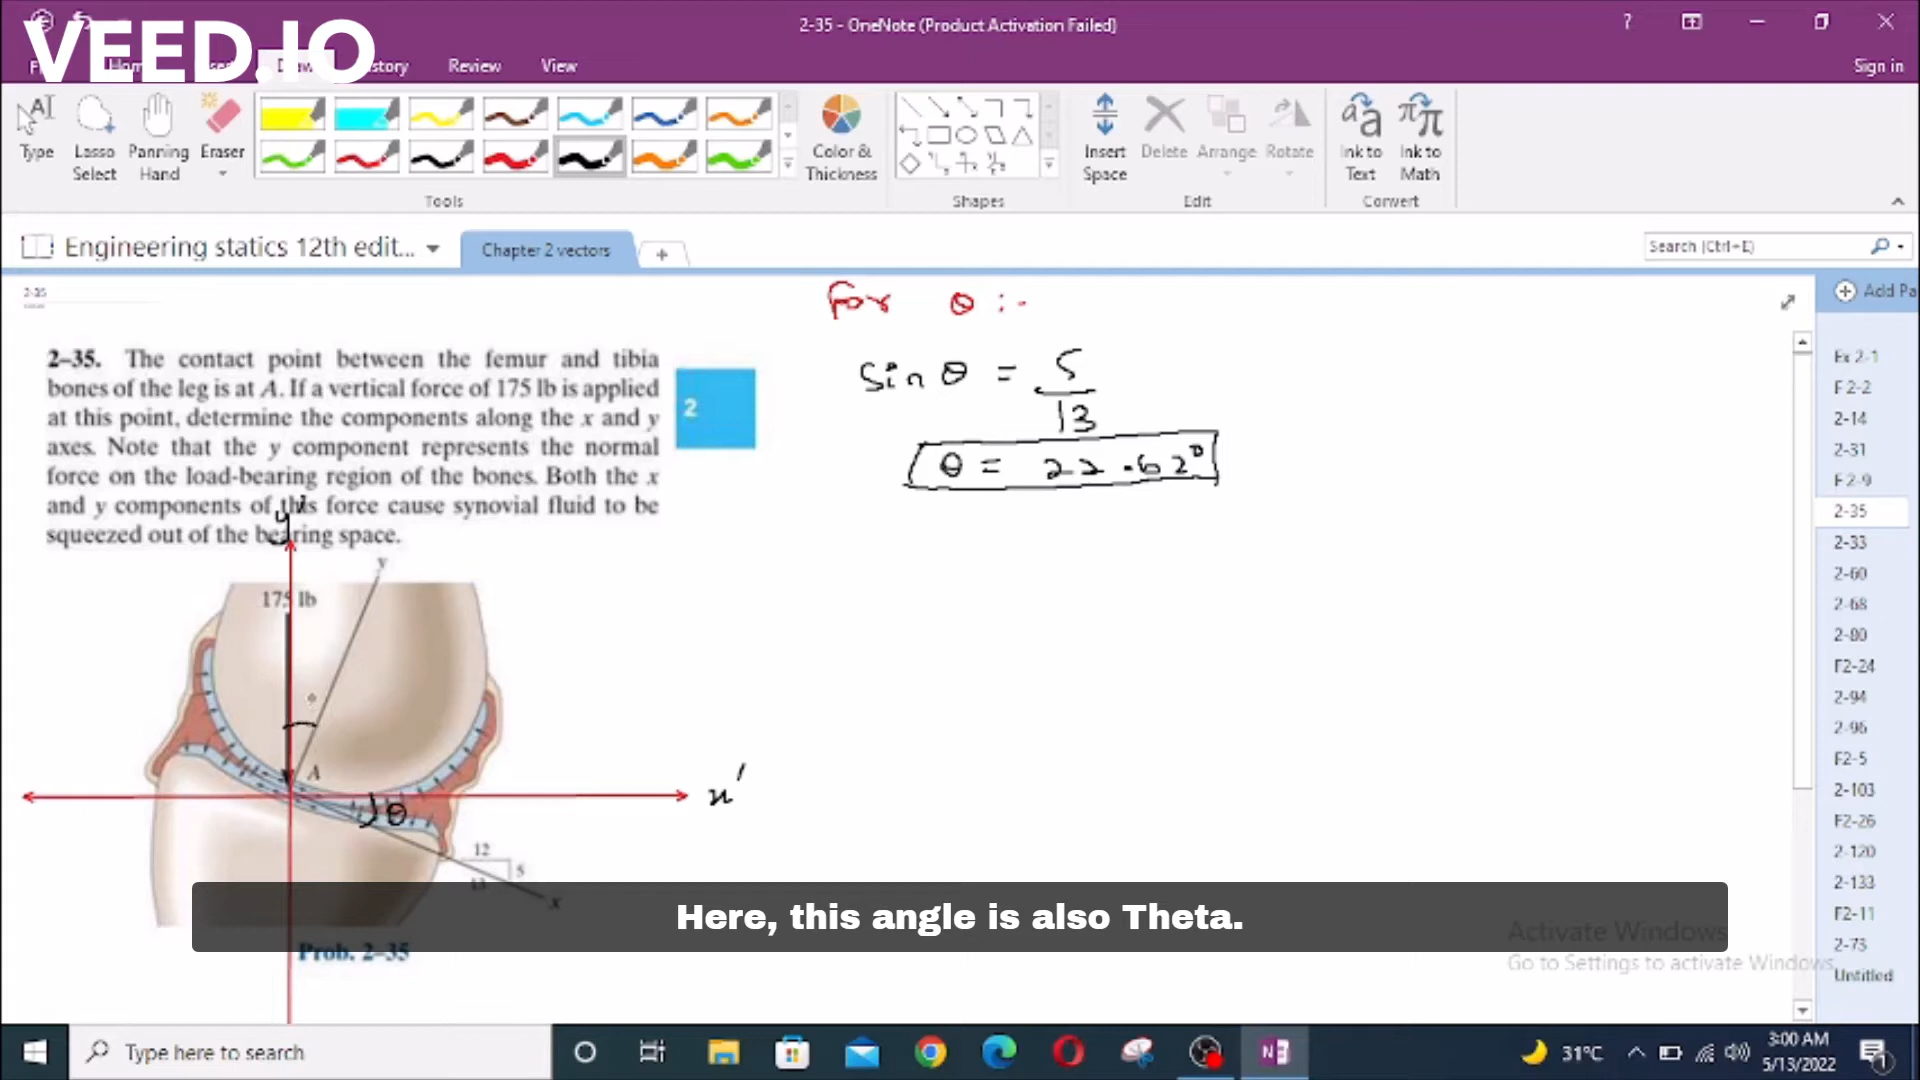 2-35 - OneNote (Product Activation Failed)
?
VEED.IO
Review
View
Sign in
Type
Lasso Select
Panning Hand
Eraser
Color & Thickness
Insert Space
Delete
Arrange
Rotate
Ink to Text
Ink to Math
Tools
Shapes
Edit
Convert
Engineering statics 12th edit...
Chapter 2 vectors
Search (Ctrl+E)
2-35
Add Pa
For θ :-
sin θ = 5/13
θ = 22.62°
2–35. The contact point between the femur and tibia
bones of the leg is at A. If a vertical force of 175 lb is applied
at this point, determine the components along the x and y
axes. Note that the y component represents the normal
force on the load-bearing region of the bones. Both the x
and y components of this force cause synovial fluid to be
squeezed out of the bearing space.
2
y'
y
175 lb
A
x'
θ
12
5
13
x
Prob. 2–35
Here, this angle is also Theta.
Ex 2-1
F 2-2
2-14
2-31
F 2-9
2-35
2-33
2-60
2-68
2-80
F2-24
2-94
2-96
F2-5
2-103
F2-26
2-120
2-133
F2-11
2-73
Untitled
Activate Windows
Go to Settings to activate Windows.
Type here to search
31°C
3:00 AM
5/13/2022
1